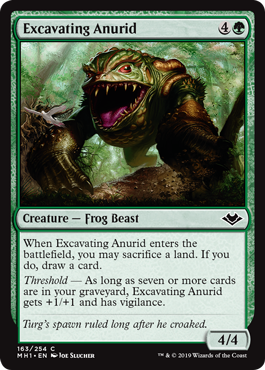 Excavating Anurid 4
Creature — Frog Beast
When Excavating Anurid enters the
battlefield, you may sacrifice a land. If you
do, draw a card.
Threshold — As long as seven or more cards
are in your graveyard, Excavating Anurid
gets +1/+1 and has vigilance.
Turg's spawn ruled long after he croaked.
4/4
163/254 C
MH1 • EN JOE SLUCHER
™ & © 2019 Wizards of the Coast